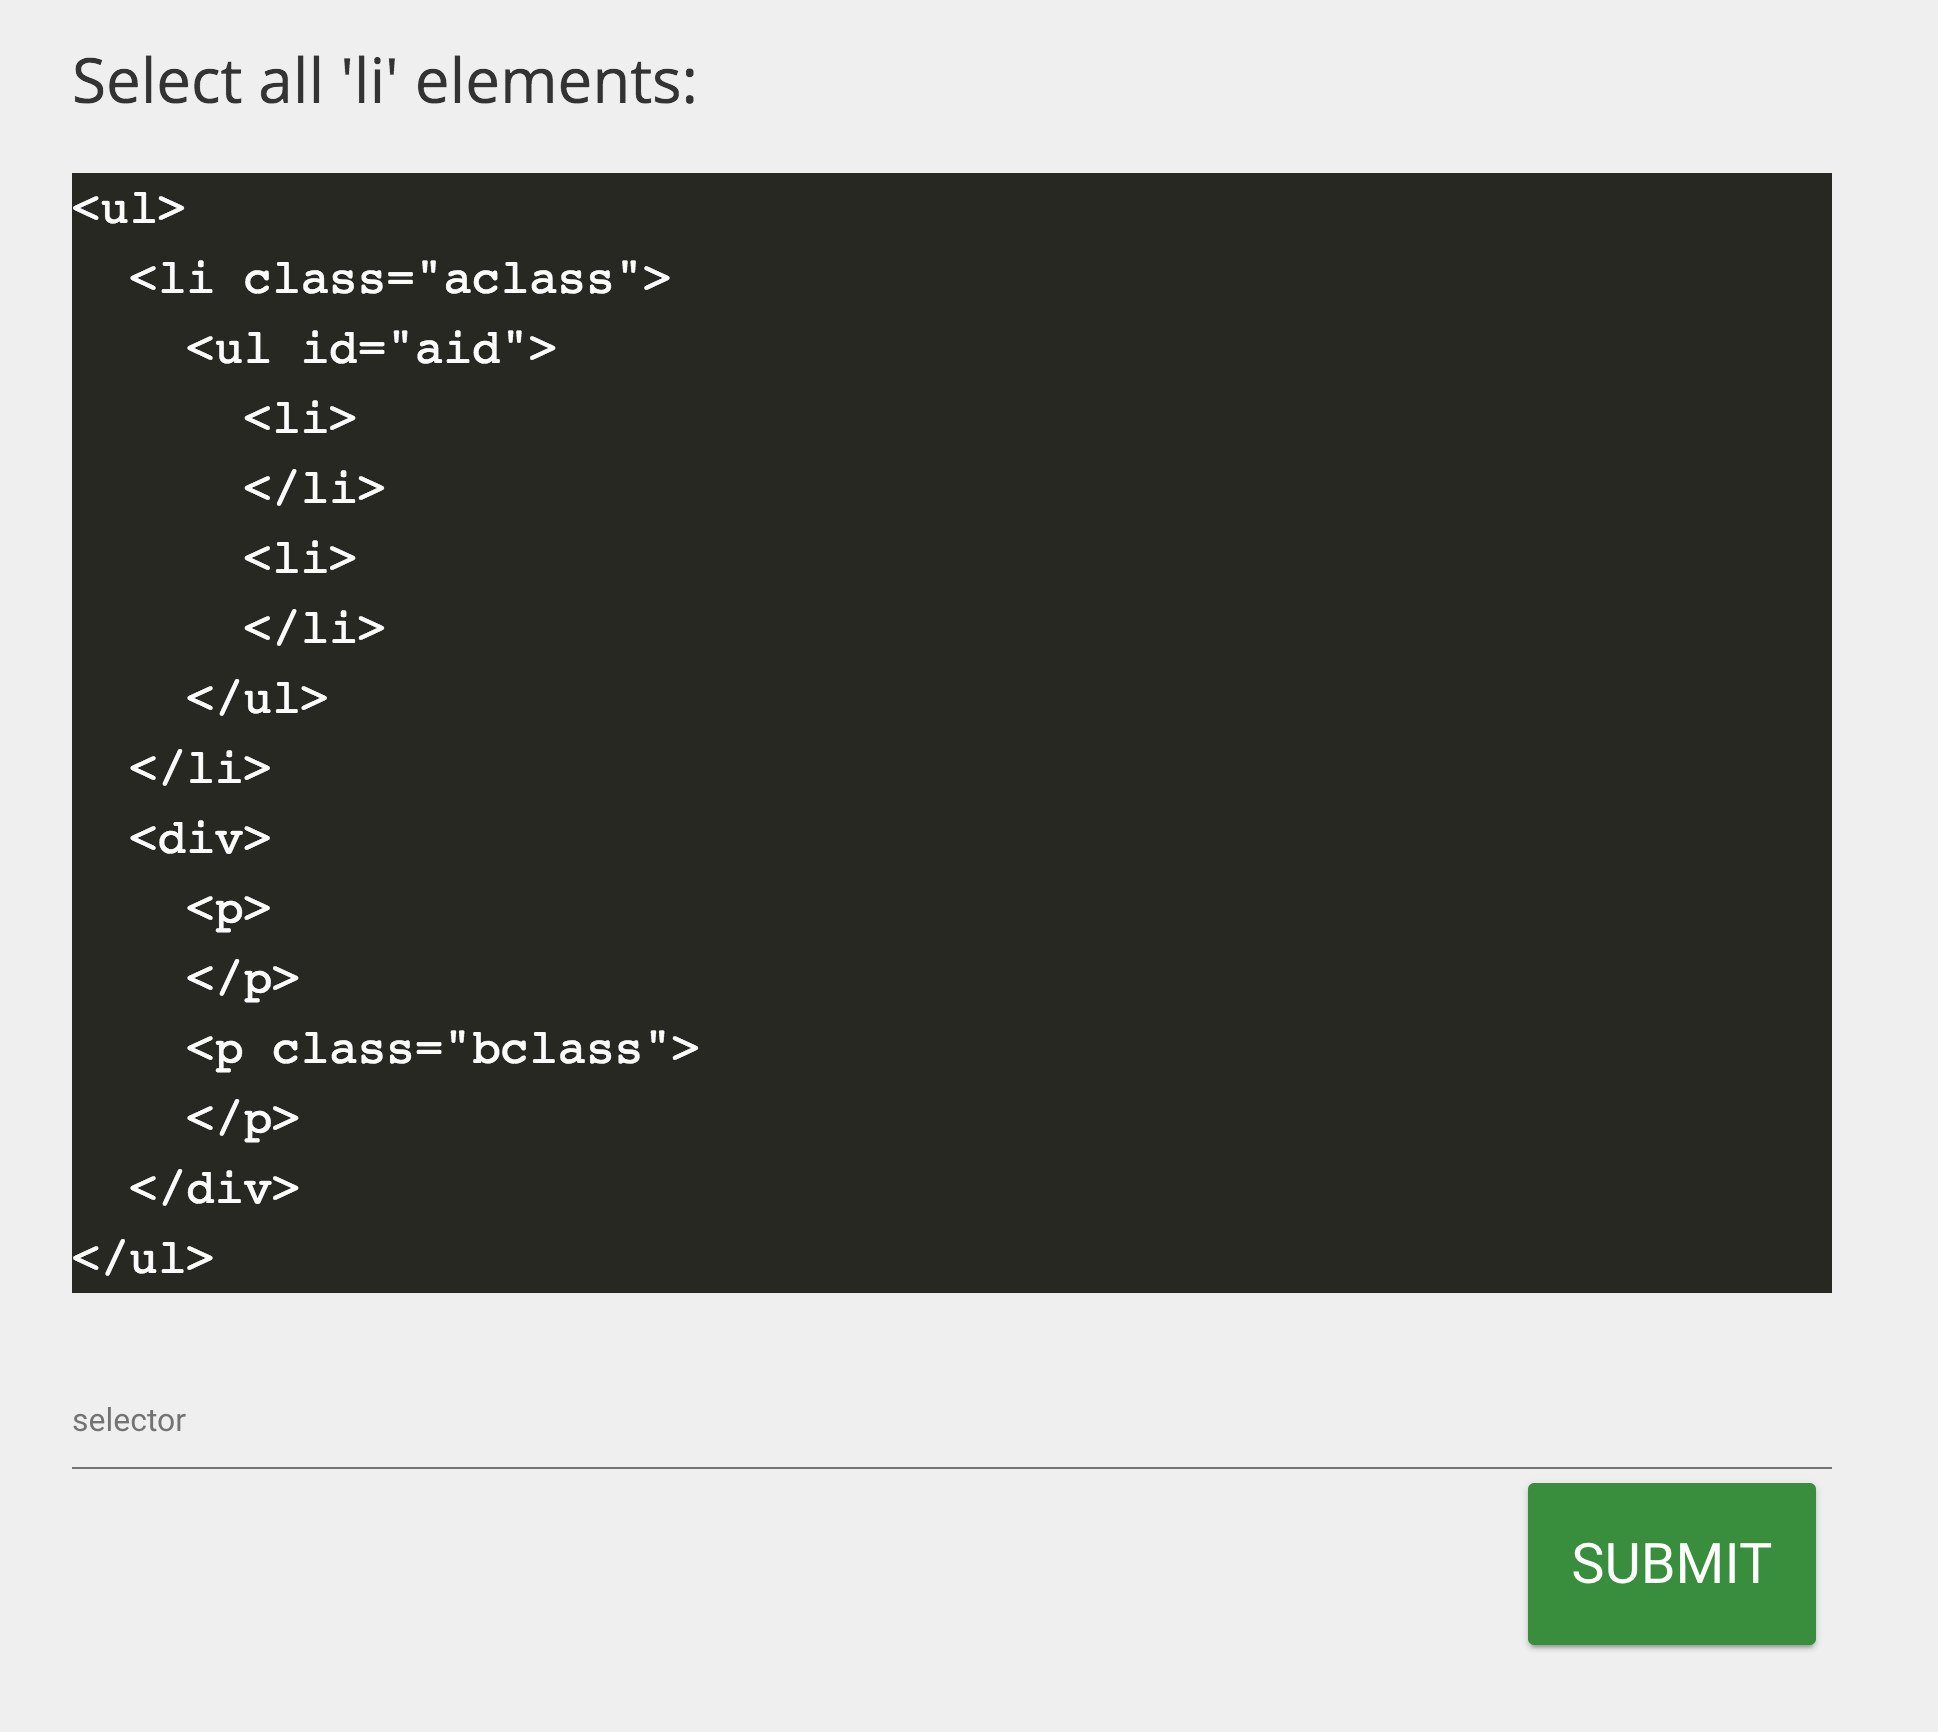 Select all 'li' elements:
<ul>
  <li class="aclass">
    <ul id="aid">
      <li>
      </li>
      <li>
      </li>
    </ul>
  </li>
  <div>
    <p>
    </p>
    <p class="bclass">
    </p>
  </div>
</ul>
selector
SUBMIT